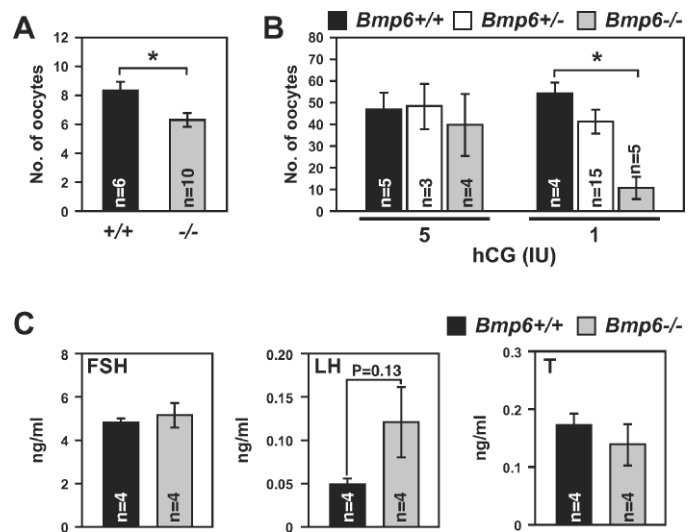 A
No. of oocytes
12
10
8
6
4
2
0
*
n=6
n=10
+/+
-/-
B
Bmp6+/+ Bmp6+/- Bmp6-/-
No. of oocytes
80
70
60
50
40
30
20
10
0
*
n=5
n=3
n=4
n=4
n=15
n=5
5
1
hCG (IU)
C
Bmp6+/+ Bmp6-/-
FSH
ng/ml
8
6
4
2
0
n=4
n=4
LH
ng/ml
0.20
0.15
0.10
0.05
0
P=0.13
n=4
n=4
T
ng/ml
0.3
0.2
0.1
0
n=4
n=4